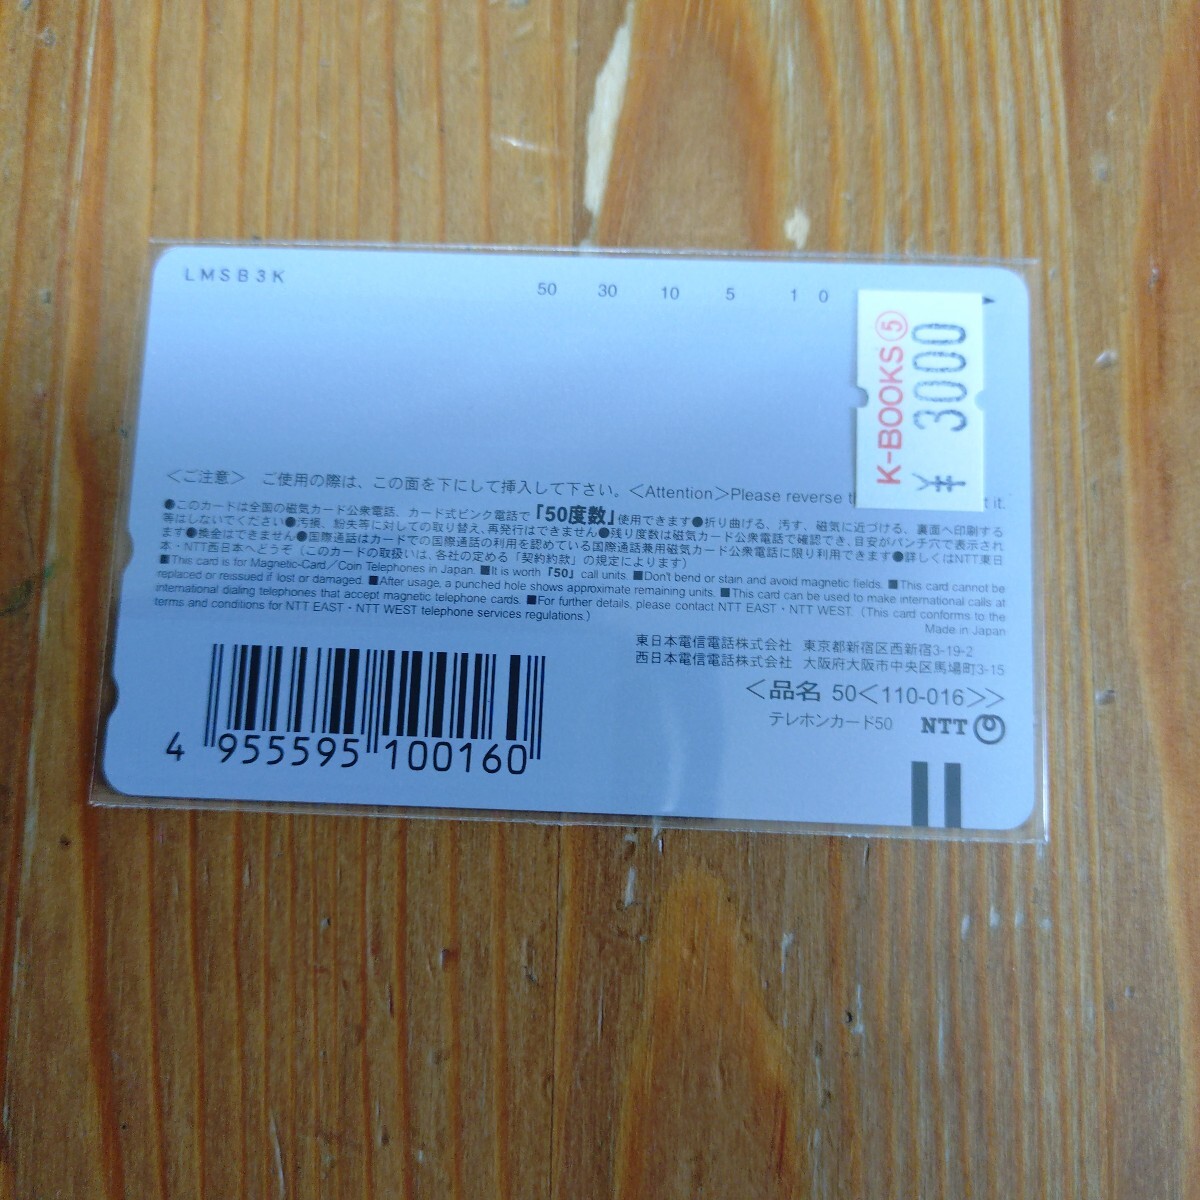 LMSB3K
50 30 10 5 1 0
K-BOOKS⑤
¥3000
<ご注意> ご使用の際は、この面を下にして挿入して下さい。<Attention>Please reverse it.
●このカードは全国の磁気カード公衆電話、カード式ピンク電話で「50度数」使用できます●折り曲げる、汚す、磁気に近づける、裏面へ印刷する
等はしないでください●汚損、紛失等に対しての取り替え、再発行はできません●残り度数は磁気カード公衆電話で確認でき、目安がパンチ穴で表示され
ます●換金はできません●国際通話はカードでの国際通話の利用を認めている国際通話兼用磁気カード公衆電話に限り利用できます●詳しくはNTT東日
本・NTT西日本へどうぞ(このカードの取扱いは、各社の定める「契約約款」の規定によります)
■This card is for Magnetic-Card/Coin Telephones in Japan. ■It is worth「50」call units. ■Don't bend or stain and avoid magnetic fields. ■This card cannot be
replaced or reissued if lost or damaged. ■After usage, a punched hole shows approximate remaining units. ■This card can be used to make international calls at
international dialing telephones that accept magnetic telephone cards. ■For further details, please contact NTT EAST・NTT WEST. (This card conforms to the
terms and conditions for NTT EAST・NTT WEST telephone services regulations.)
Made in Japan
東日本電信電話株式会社 東京都新宿区西新宿3-19-2
西日本電信電話株式会社 大阪府大阪市中央区馬場町3-15
<品名 50<110-016>>
テレホンカード50 NTT
4 955595 100160